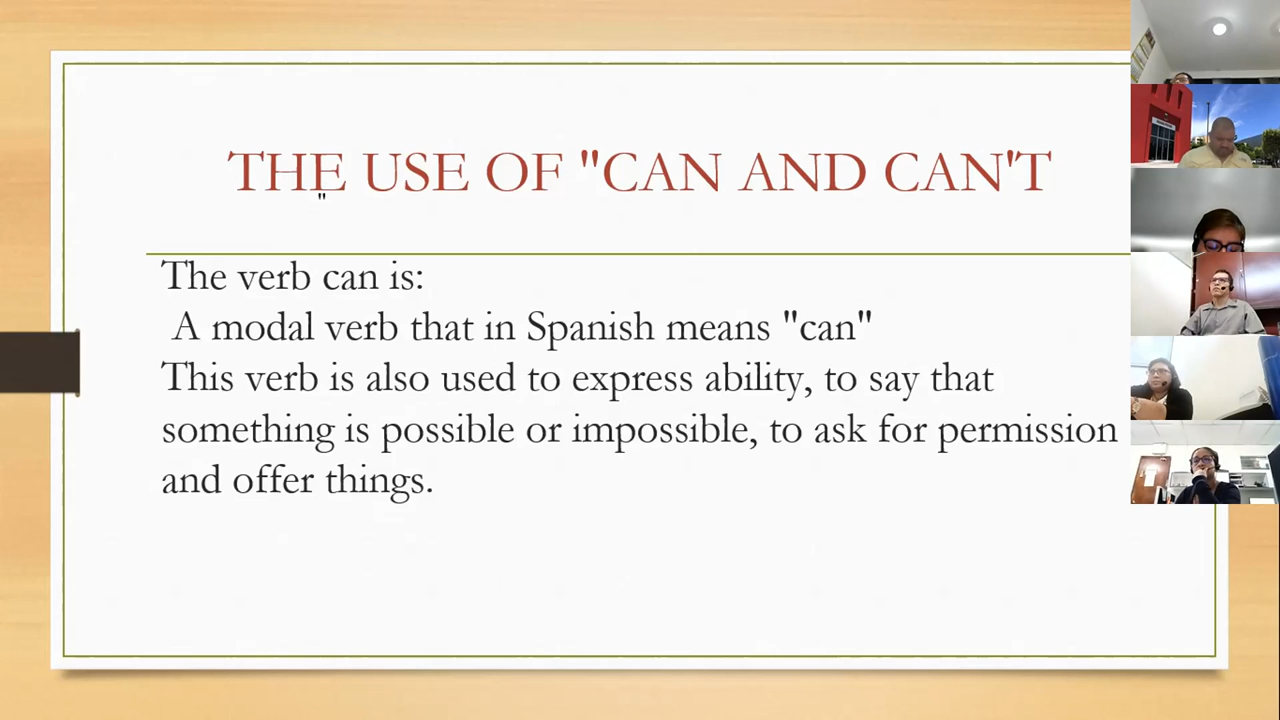 THE USE OF "CAN AND CAN'T
"
The verb can is:
A modal verb that in Spanish means "can"
This verb is also used to express ability, to say that
something is possible or impossible, to ask for permission
and offer things.